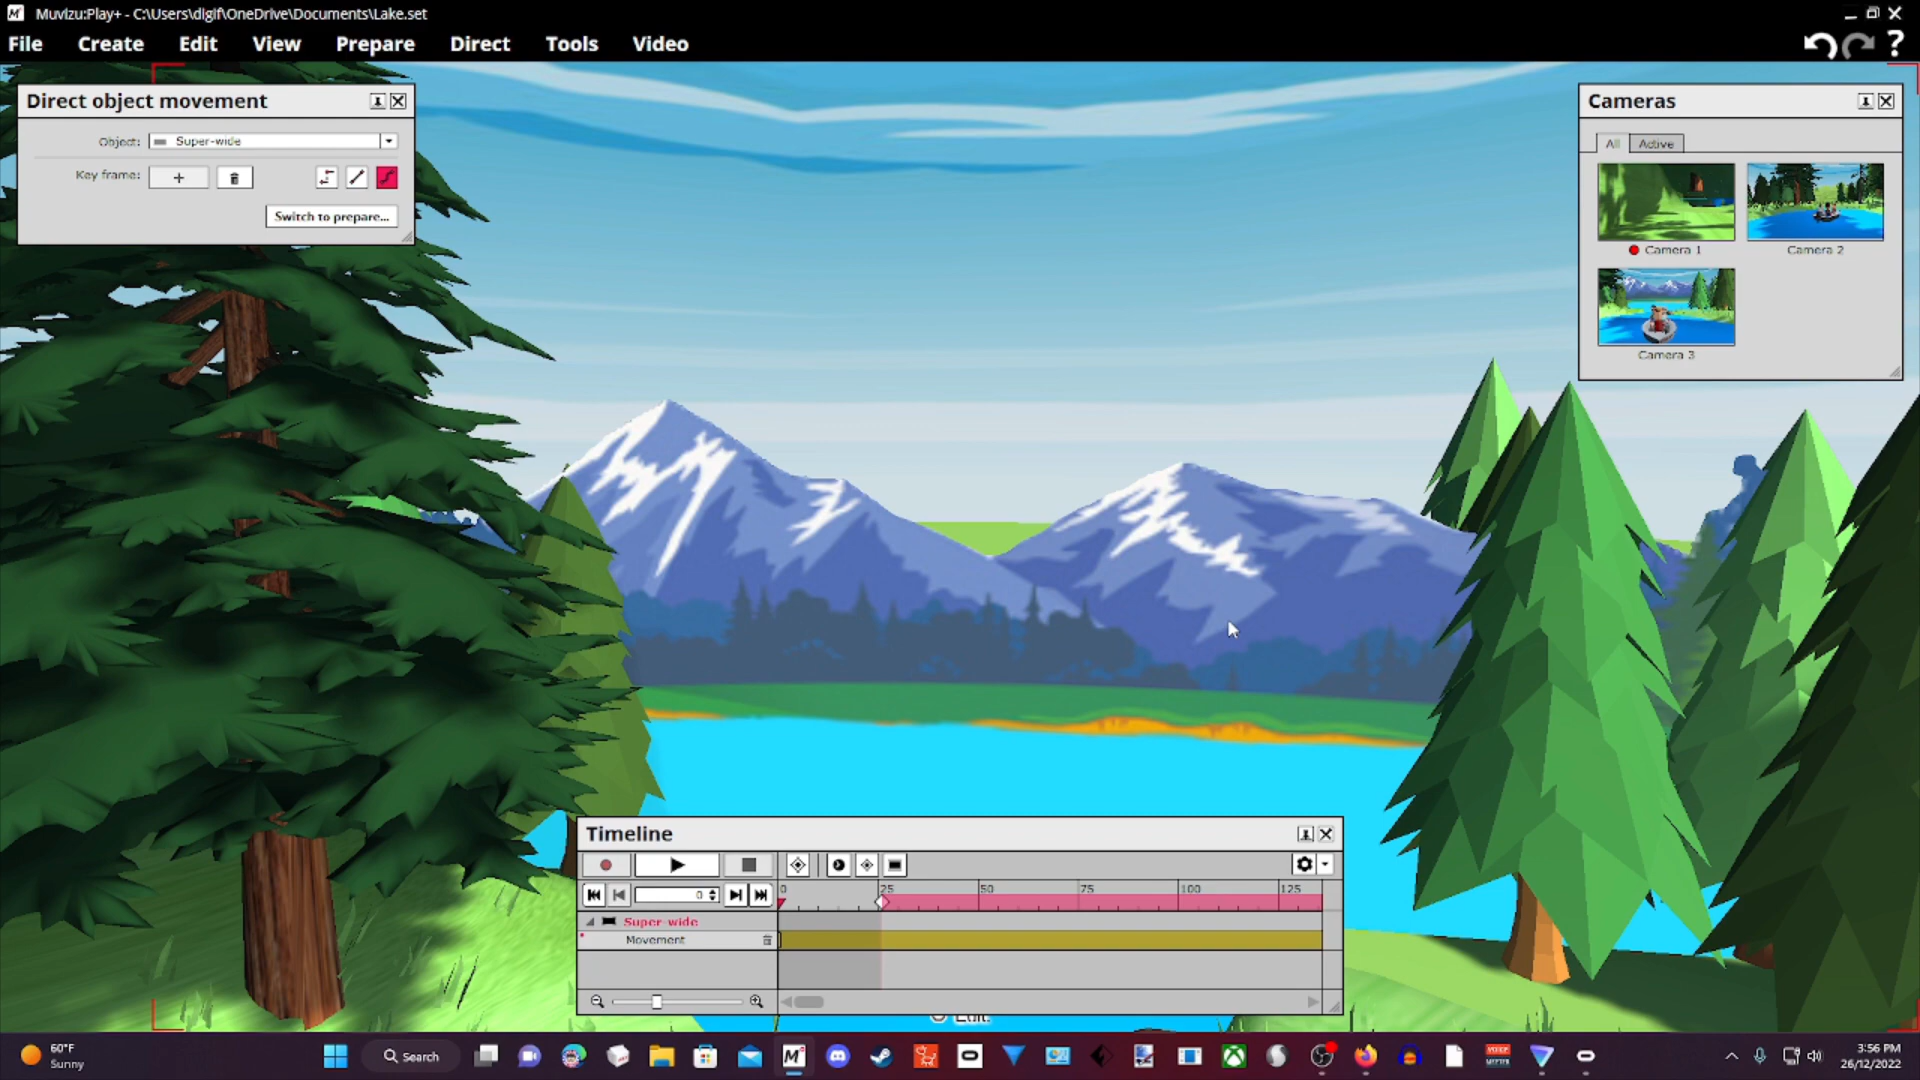 Muvizu:Play+ - C:\Users\digif\OneDrive\Documents\Lake.set
File Create Edit View Prepare Direct Tools Video ?
Direct object movement
Object: Super-wide
Key frame: +
Switch to prepare...
Cameras
All Active
Camera 1 Camera 2
Camera 3
Timeline
0 0 25 50 75 100 125
Super-wide
Movement
60°F
Sunny
Search
3:56 PM
26/12/2022